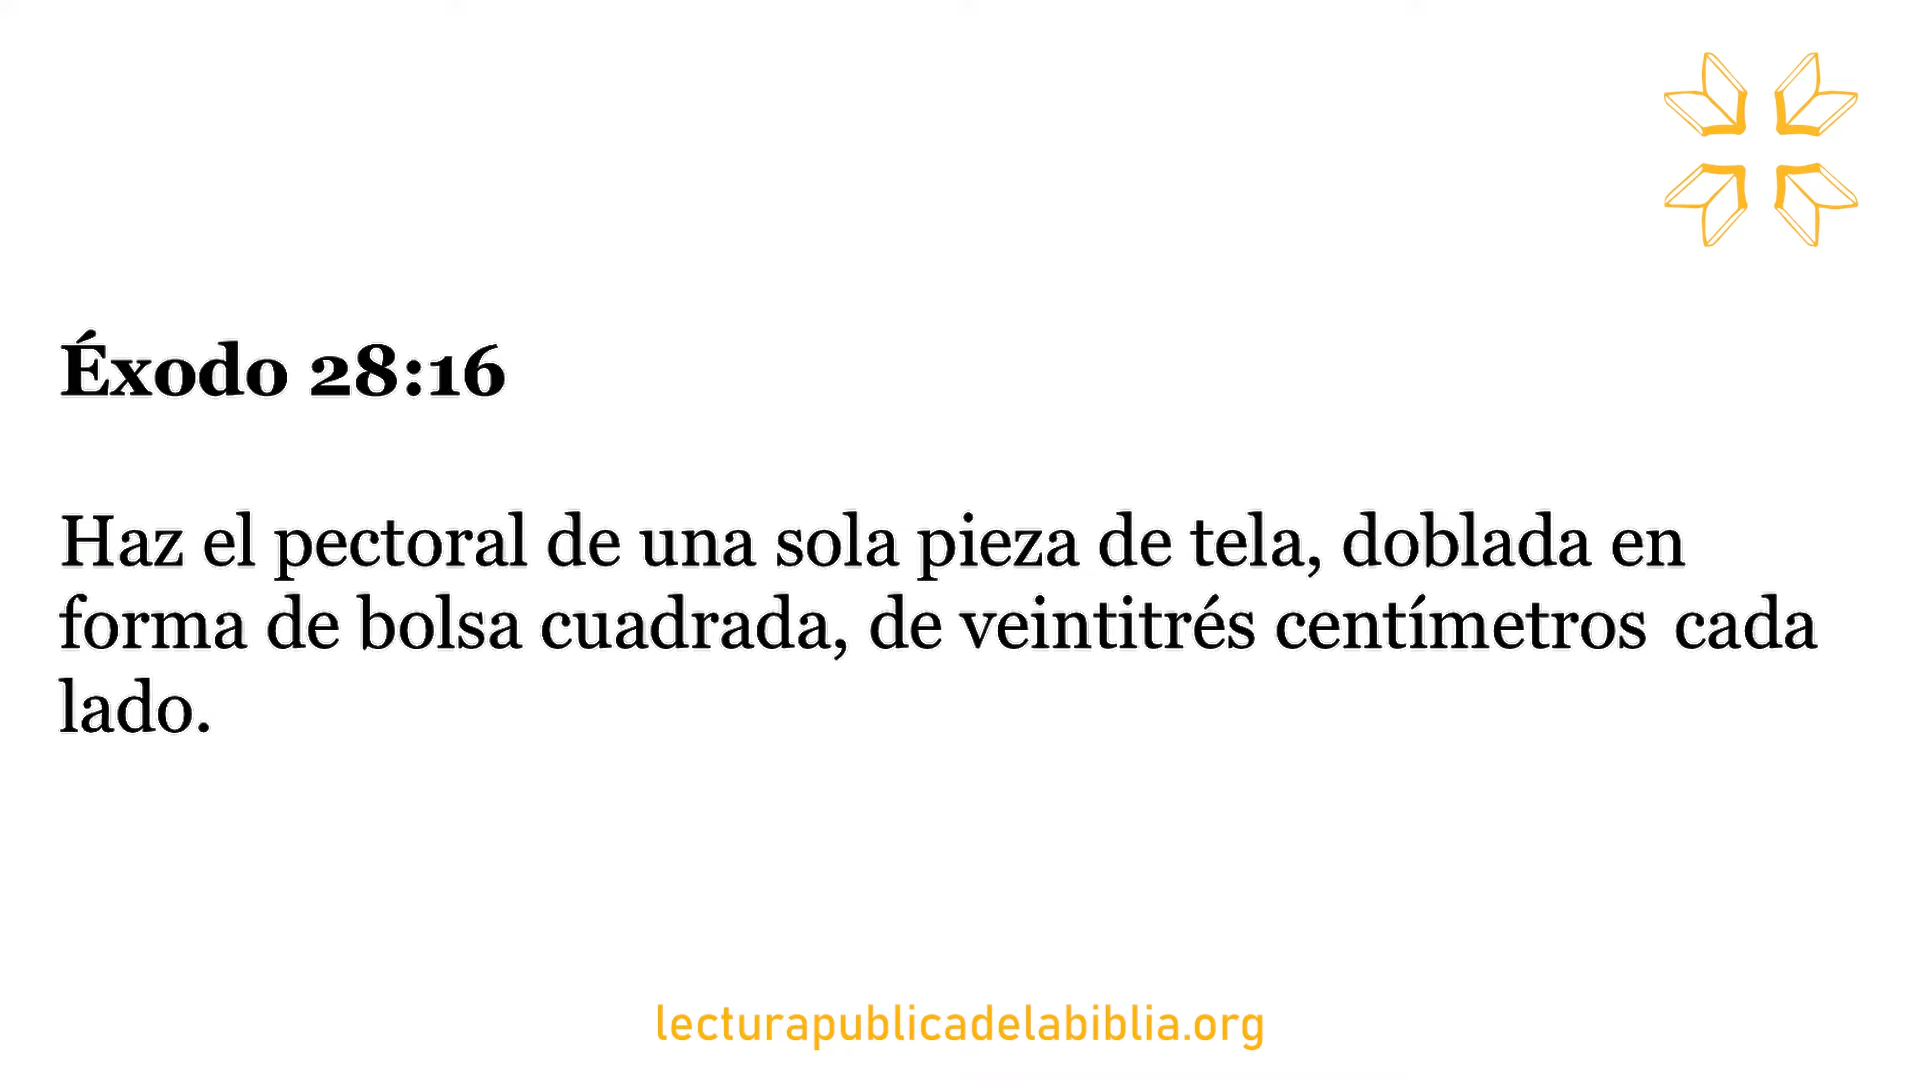 Éxodo 28:16
Haz el pectoral de una sola pieza de tela, doblada en
forma de bolsa cuadrada, de veintitrés centímetros cada
lado.
lecturapublicadelabiblia.org